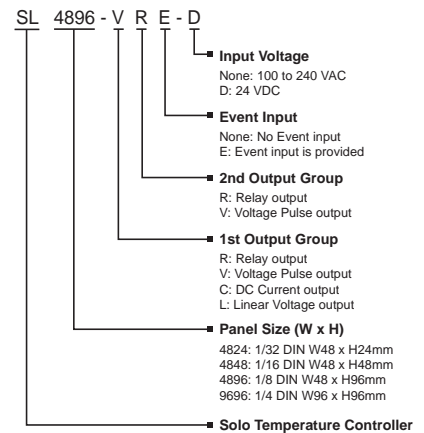 SL 4896 - V R E - D
Input Voltage
None: 100 to 240 VAC
D: 24 VDC
Event Input
None: No Event input
E: Event input is provided
2nd Output Group
R: Relay output
V: Voltage Pulse output
1st Output Group
R: Relay output
V: Voltage Pulse output
C: DC Current output
L: Linear Voltage output
Panel Size (W x H)
4824: 1/32 DIN W48 x H24mm
4848: 1/16 DIN W48 x H48mm
4896: 1/8 DIN W48 x H96mm
9696: 1/4 DIN W96 x H96mm
Solo Temperature Controller